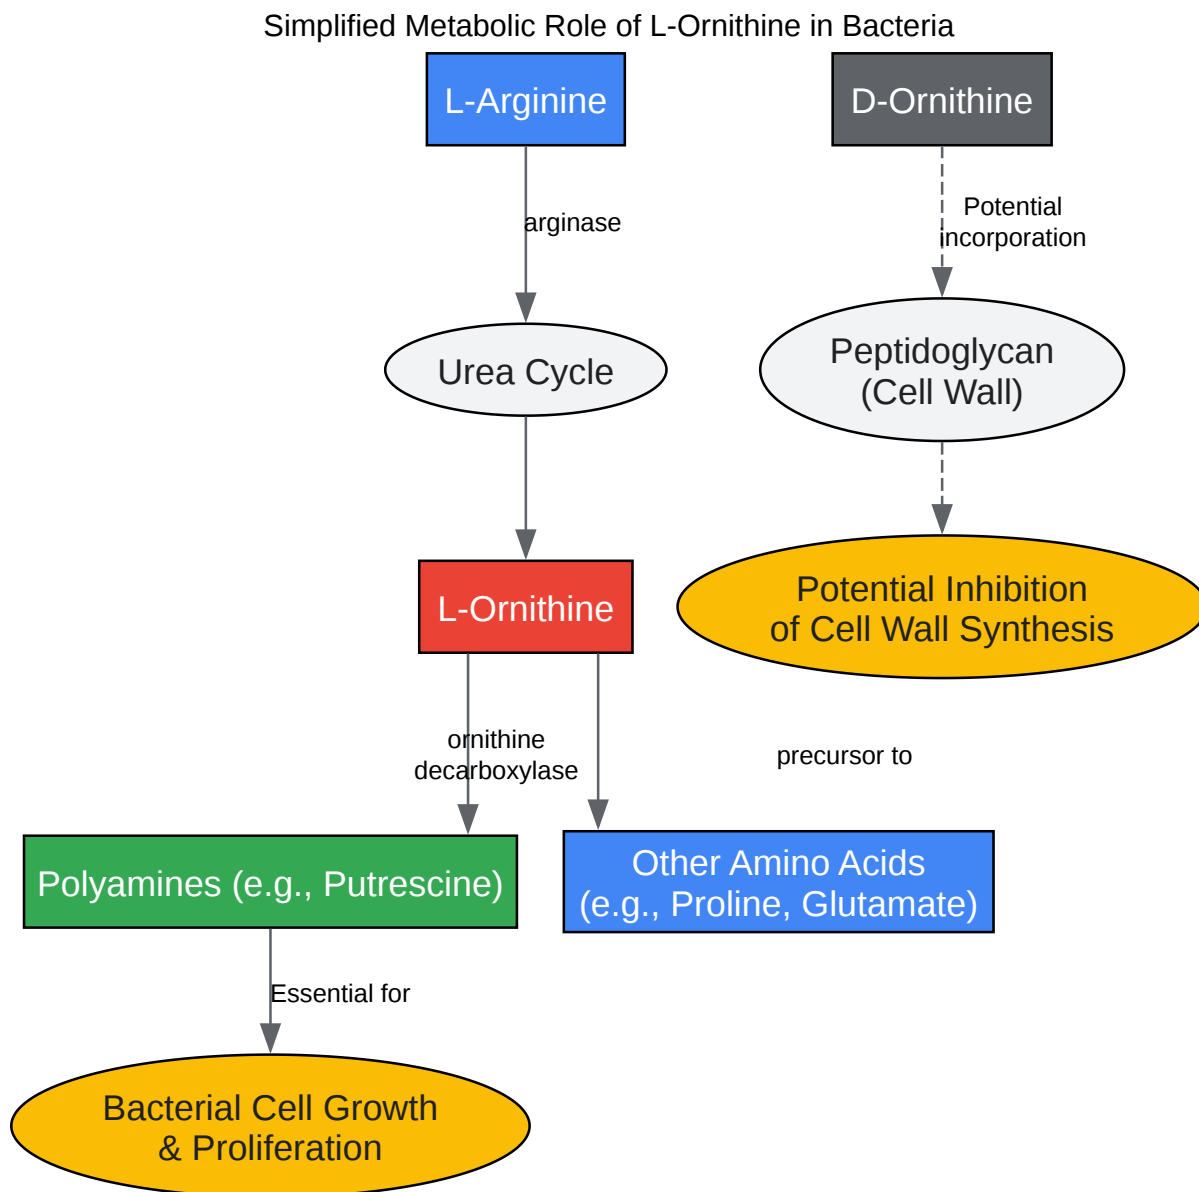 Simplified Metabolic Role of L-Ornithine in Bacteria
L-Arginine
D-Ornithine
arginase
Potential
incorporation
Urea Cycle
Peptidoglycan
(Cell Wall)
L-Ornithine
Potential Inhibition
of Cell Wall Synthesis
ornithine
decarboxylase
precursor to
Polyamines (e.g., Putrescine)
Other Amino Acids
(e.g., Proline, Glutamate)
Essential for
Bacterial Cell Growth
& Proliferation